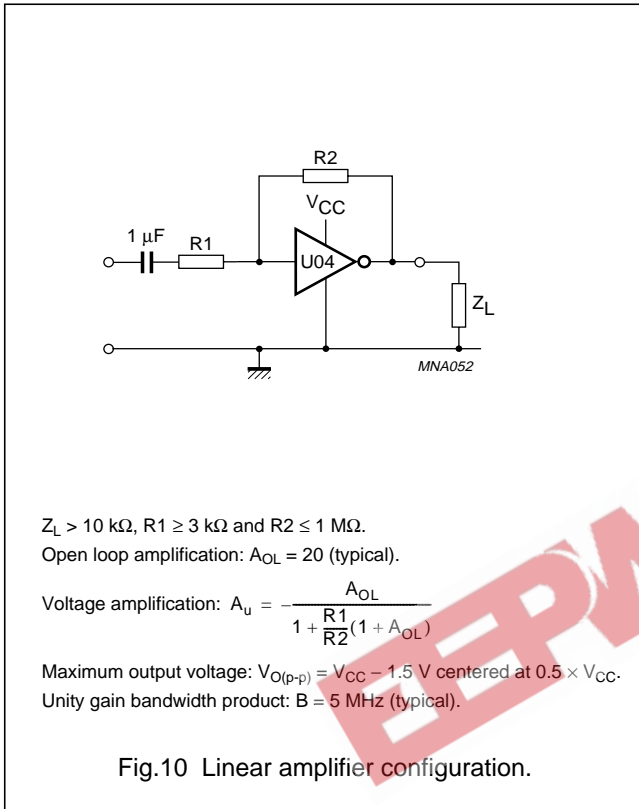 R2
VCC
1 μF
R1
U04
ZL
MNA052
ZL > 10 kΩ, R1 ≥ 3 kΩ and R2 ≤ 1 MΩ.
Open loop amplification: AOL = 20 (typical).
Voltage amplification: Au = – AOL / 1 + R1/R2 (1 + AOL)
Maximum output voltage: VO(p-p) = VCC – 1.5 V centered at 0.5 × VCC.
Unity gain bandwidth product: B = 5 MHz (typical).
Fig.10 Linear amplifier configuration.